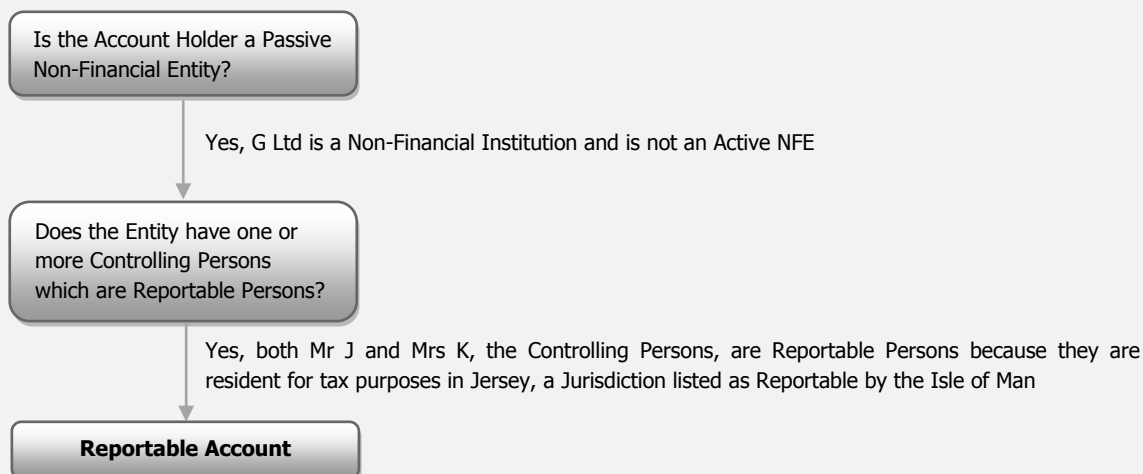 Is the Account Holder a Passive
Non-Financial Entity?
Yes, G Ltd is a Non-Financial Institution and is not an Active NFE
Does the Entity have one or
more Controlling Persons
which are Reportable Persons?
Yes, both Mr J and Mrs K, the Controlling Persons, are Reportable Persons because they are
resident for tax purposes in Jersey, a Jurisdiction listed as Reportable by the Isle of Man
Reportable Account